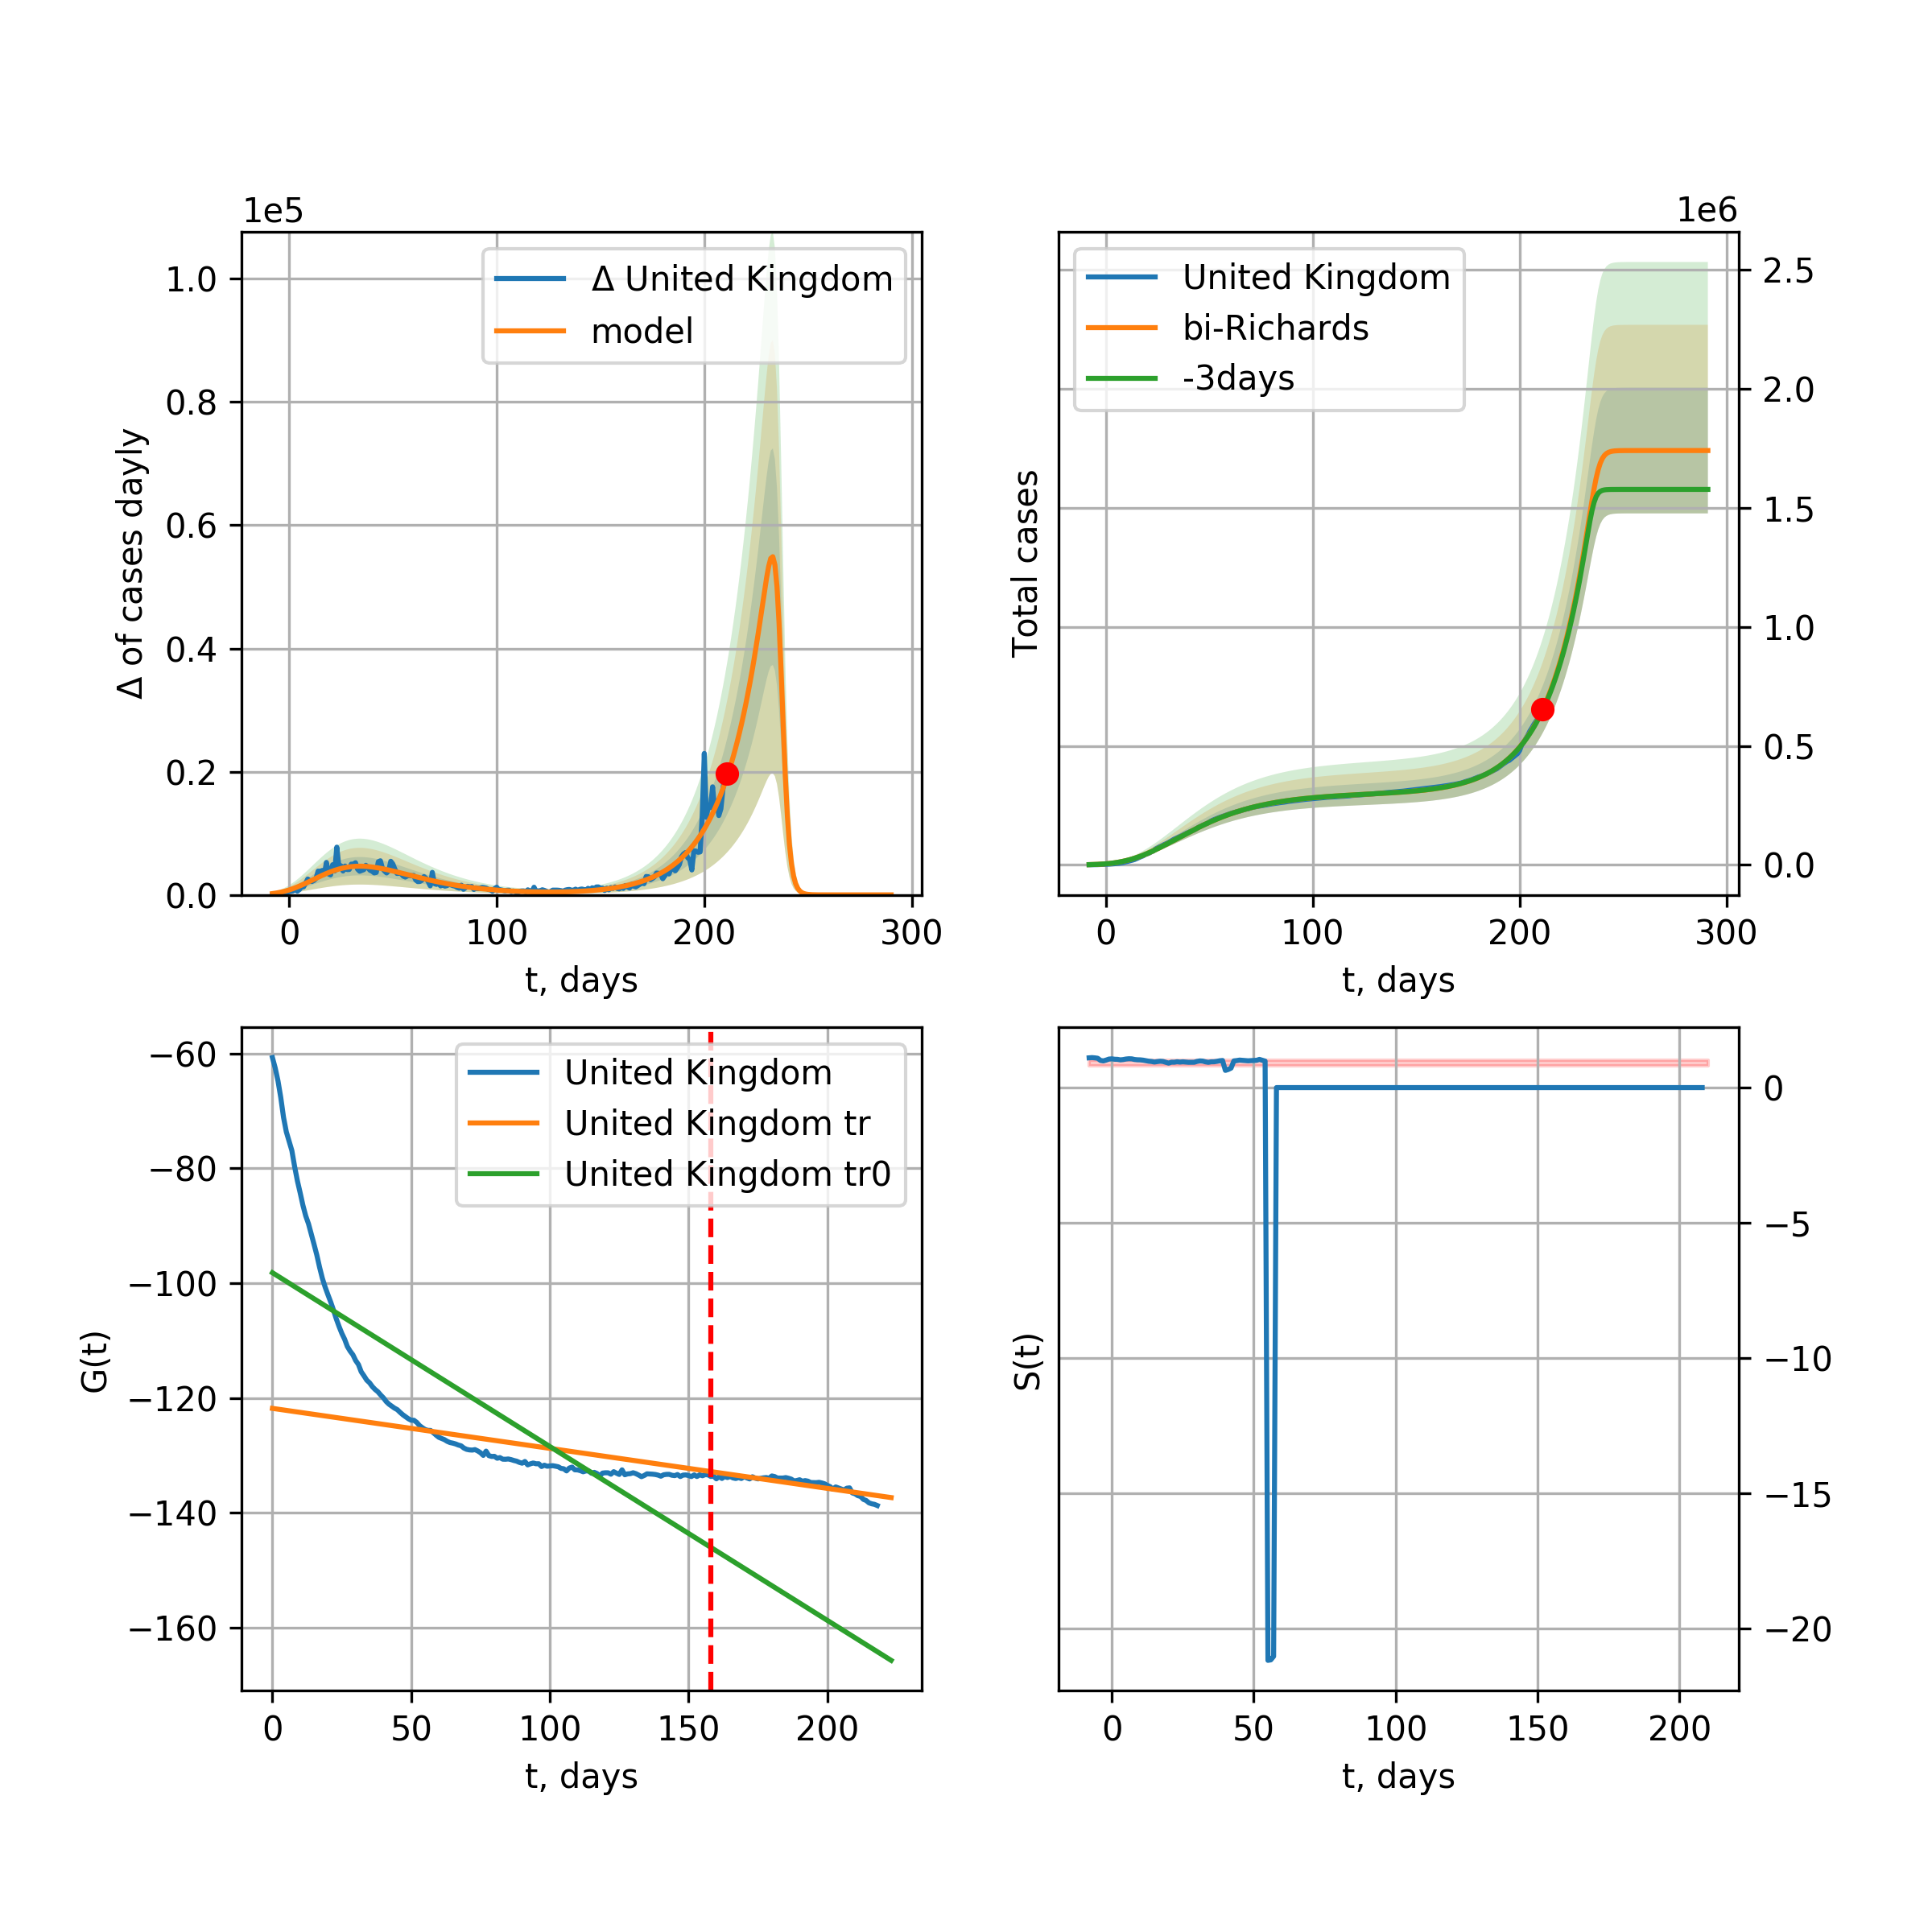 1e5
Δ United Kingdom
model
Δ of cases dayly
1.0
0.8
0.6
0.4
0.2
0.0
0 100 200 300
t, days
1e6
United Kingdom
bi-Richards
-3days
Total cases
2.5
2.0
1.5
1.0
0.5
0.0
0 100 200 300
t, days
United Kingdom
United Kingdom tr
United Kingdom tr0
G(t)
−60
−80
−100
−120
−140
−160
0 50 100 150 200
t, days
S(t)
0
−5
−10
−15
−20
0 50 100 150 200
t, days